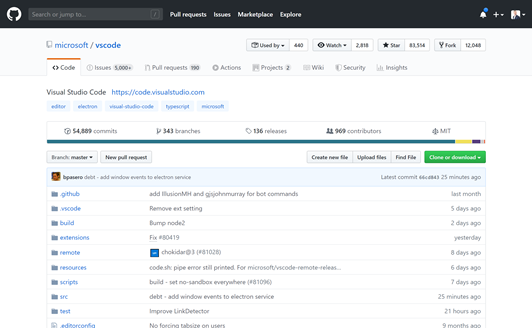 Search or jump to... /
Pull requests Issues Marketplace Explore
microsoft / vscode
Used by 440 Watch 2,818 Star 83,514 Fork 12,048
Code Issues 5,000+ Pull requests 190 Actions Projects 2 Wiki Security Insights
Visual Studio Code https://code.visualstudio.com
editor electron visual-studio-code typescript microsoft
54,889 commits 343 branches 136 releases 969 contributors MIT
Branch: master New pull request Create new file Upload files Find File Clone or download
bpasero debt - add window events to electron service Latest commit 25 minutes ago
.github add IllusionMH and gjsjohnmurray for bot commands last month
.vscode Remove ext setting 5 days ago
build Bump node2 2 days ago
extensions Fix #80419 yesterday
remote chokidar@3 (#81028) 8 days ago
resources code.sh: pipe error still printed. For microsoft/vscode-remote-releas... 6 days ago
scripts build - set no-sandbox everywhere (#81096) 7 days ago
src debt - add window events to electron service 25 minutes ago
test Improve LinkDetector 21 hours ago
.editorconfig No forcing tabsize on users 9 months ago